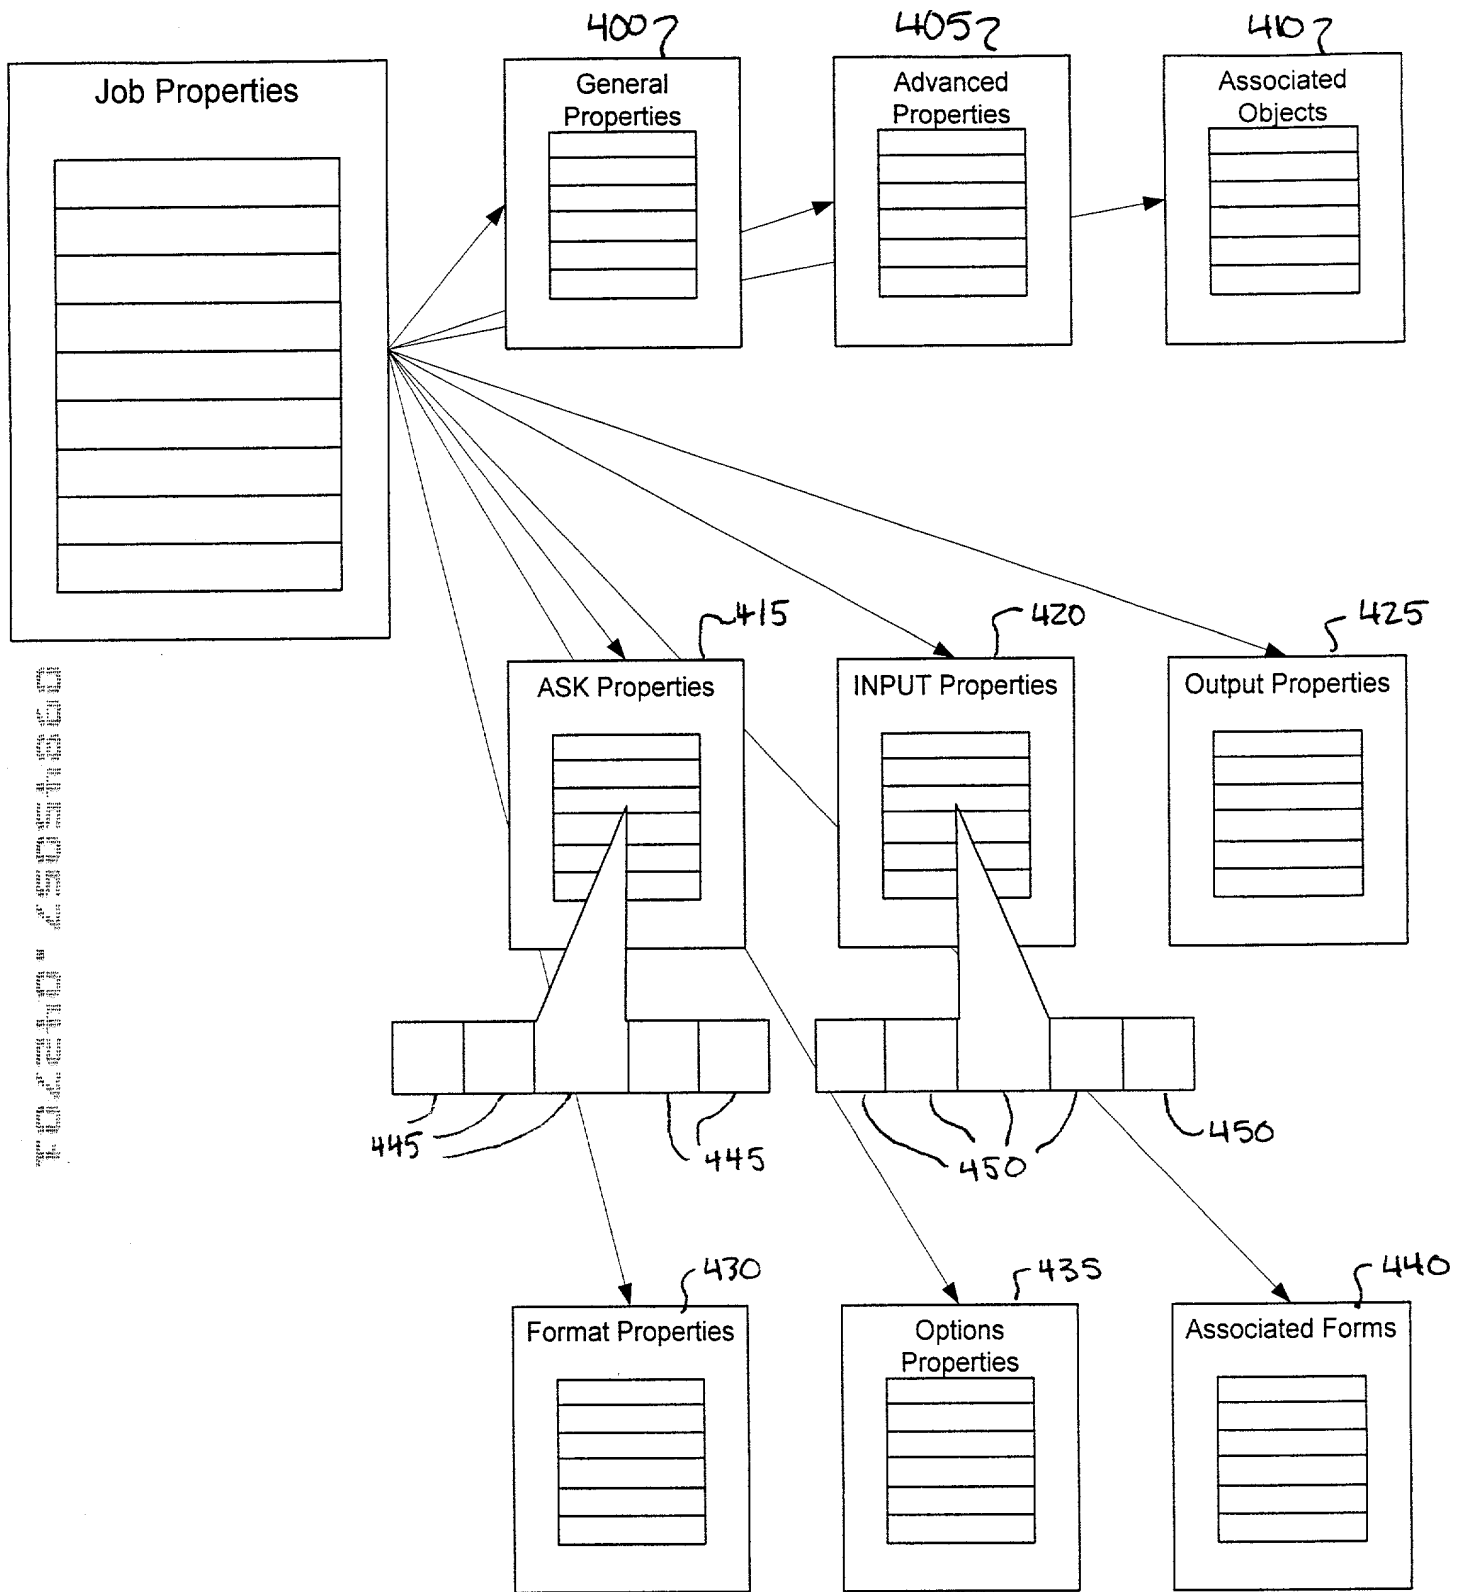 400
405
410
Job Properties
General
Properties
Advanced
Properties
Associated
Objects
415
420
425
ASK Properties
INPUT Properties
Output Properties
445
445
450
450
430
435
440
Format Properties
Options
Properties
Associated Forms